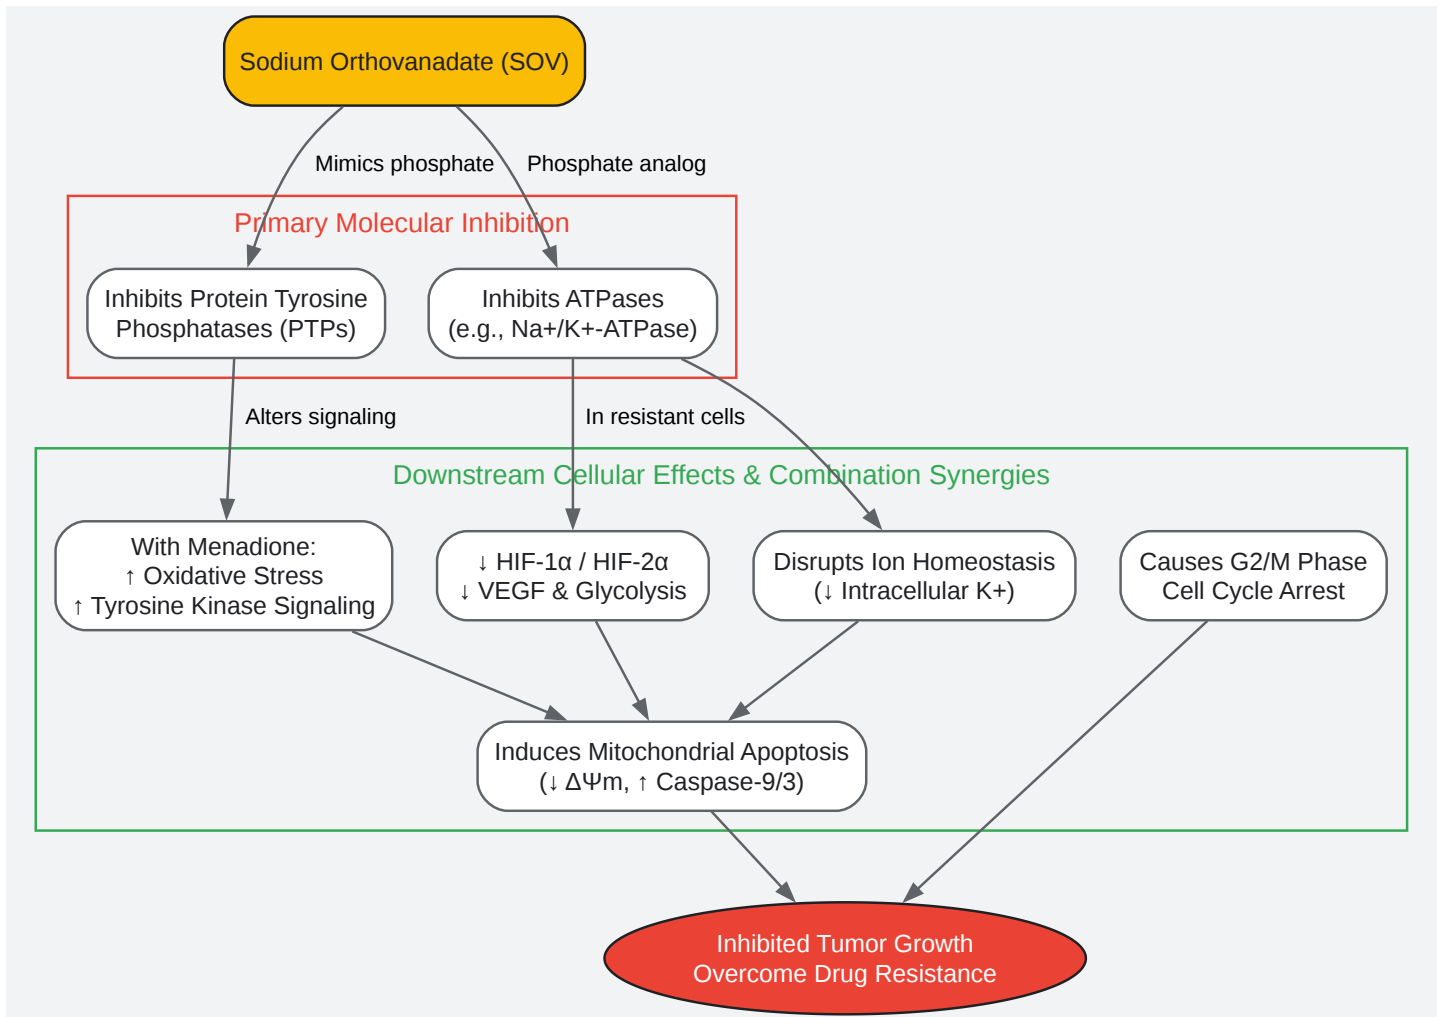 Sodium Orthovanadate (SOV)
Mimics phosphate
Phosphate analog
Primary Molecular Inhibition
Inhibits Protein Tyrosine
Phosphatases (PTPs)
Inhibits ATPases
(e.g., Na+/K+-ATPase)
Alters signaling
In resistant cells
Downstream Cellular Effects & Combination Synergies
With Menadione:
↑ Oxidative Stress
↑ Tyrosine Kinase Signaling
↓ HIF-1α / HIF-2α
↓ VEGF & Glycolysis
Disrupts Ion Homeostasis
(↓ Intracellular K+)
Causes G2/M Phase
Cell Cycle Arrest
Induces Mitochondrial Apoptosis
(↓ ΔΨm, ↑ Caspase-9/3)
Inhibited Tumor Growth
Overcome Drug Resistance